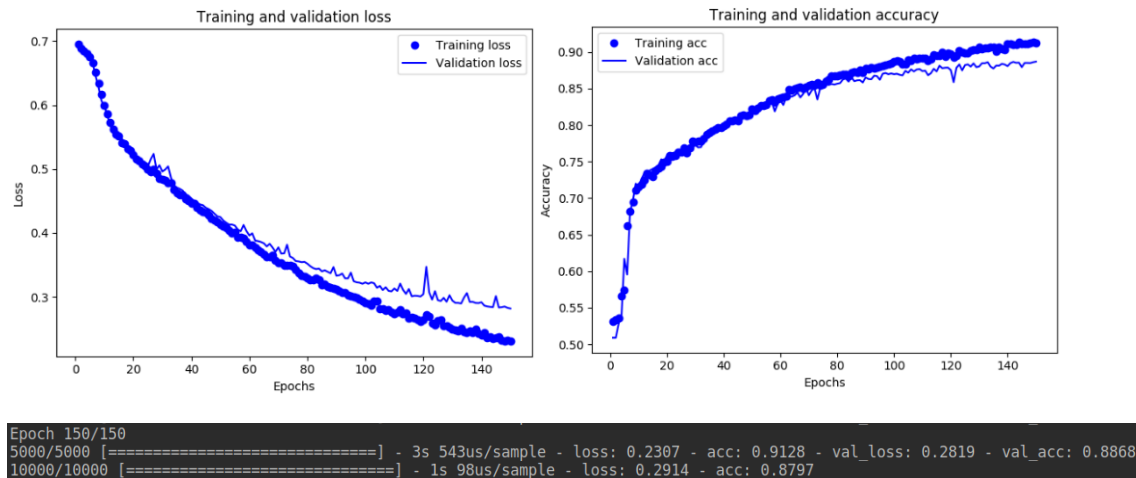 Training and validation loss
Training loss
Validation loss
0.7
0.6
0.5
0.4
0.3
Loss
0 20 40 60 80 100 120 140
Epochs
Training and validation accuracy
Training acc
Validation acc
0.90
0.85
0.80
0.75
0.70
0.65
0.60
0.55
0.50
Accuracy
0 20 40 60 80 100 120 140
Epochs
Epoch 150/150
5000/5000 [==============================] - 3s 543us/sample - loss: 0.2307 - acc: 0.9128 - val_loss: 0.2819 - val_acc: 0.8868
10000/10000 [==============================] - 1s 98us/sample - loss: 0.2914 - acc: 0.8797